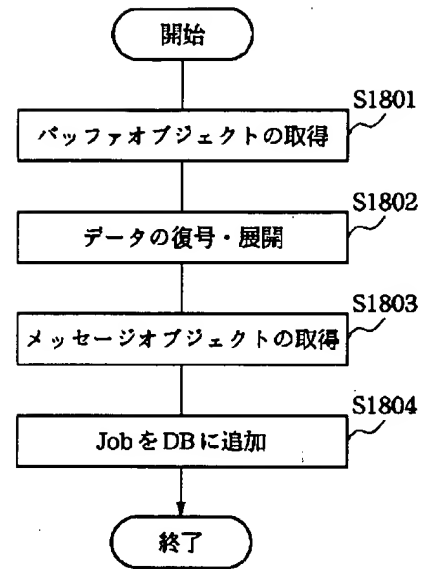 開始
S1801
バッファオブジェクトの取得
S1802
データの復号・展開
S1803
メッセージオブジェクトの取得
S1804
JobをDBに追加
終了